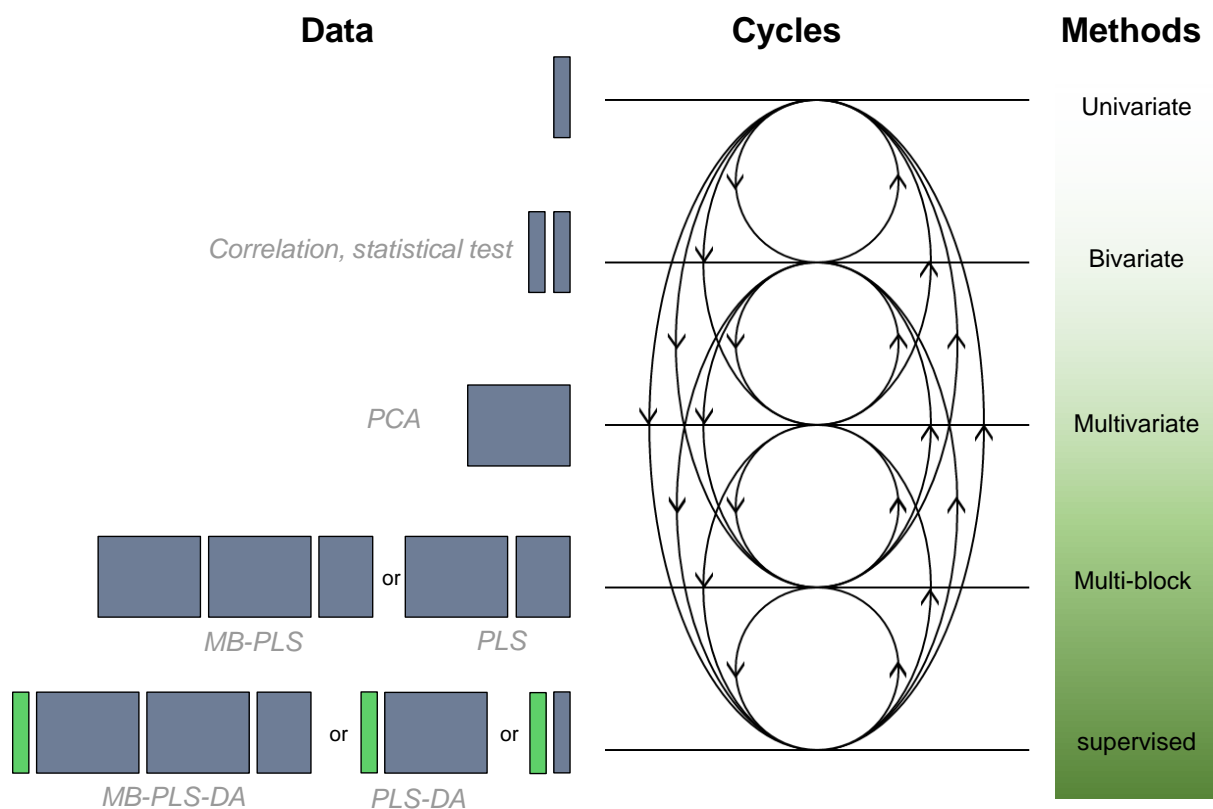 Data Cycles Methods
Univariate
Correlation, statistical test
Bivariate
PCA
Multivariate
or
Multi-block
MB-PLS PLS
or or
supervised
MB-PLS-DA PLS-DA